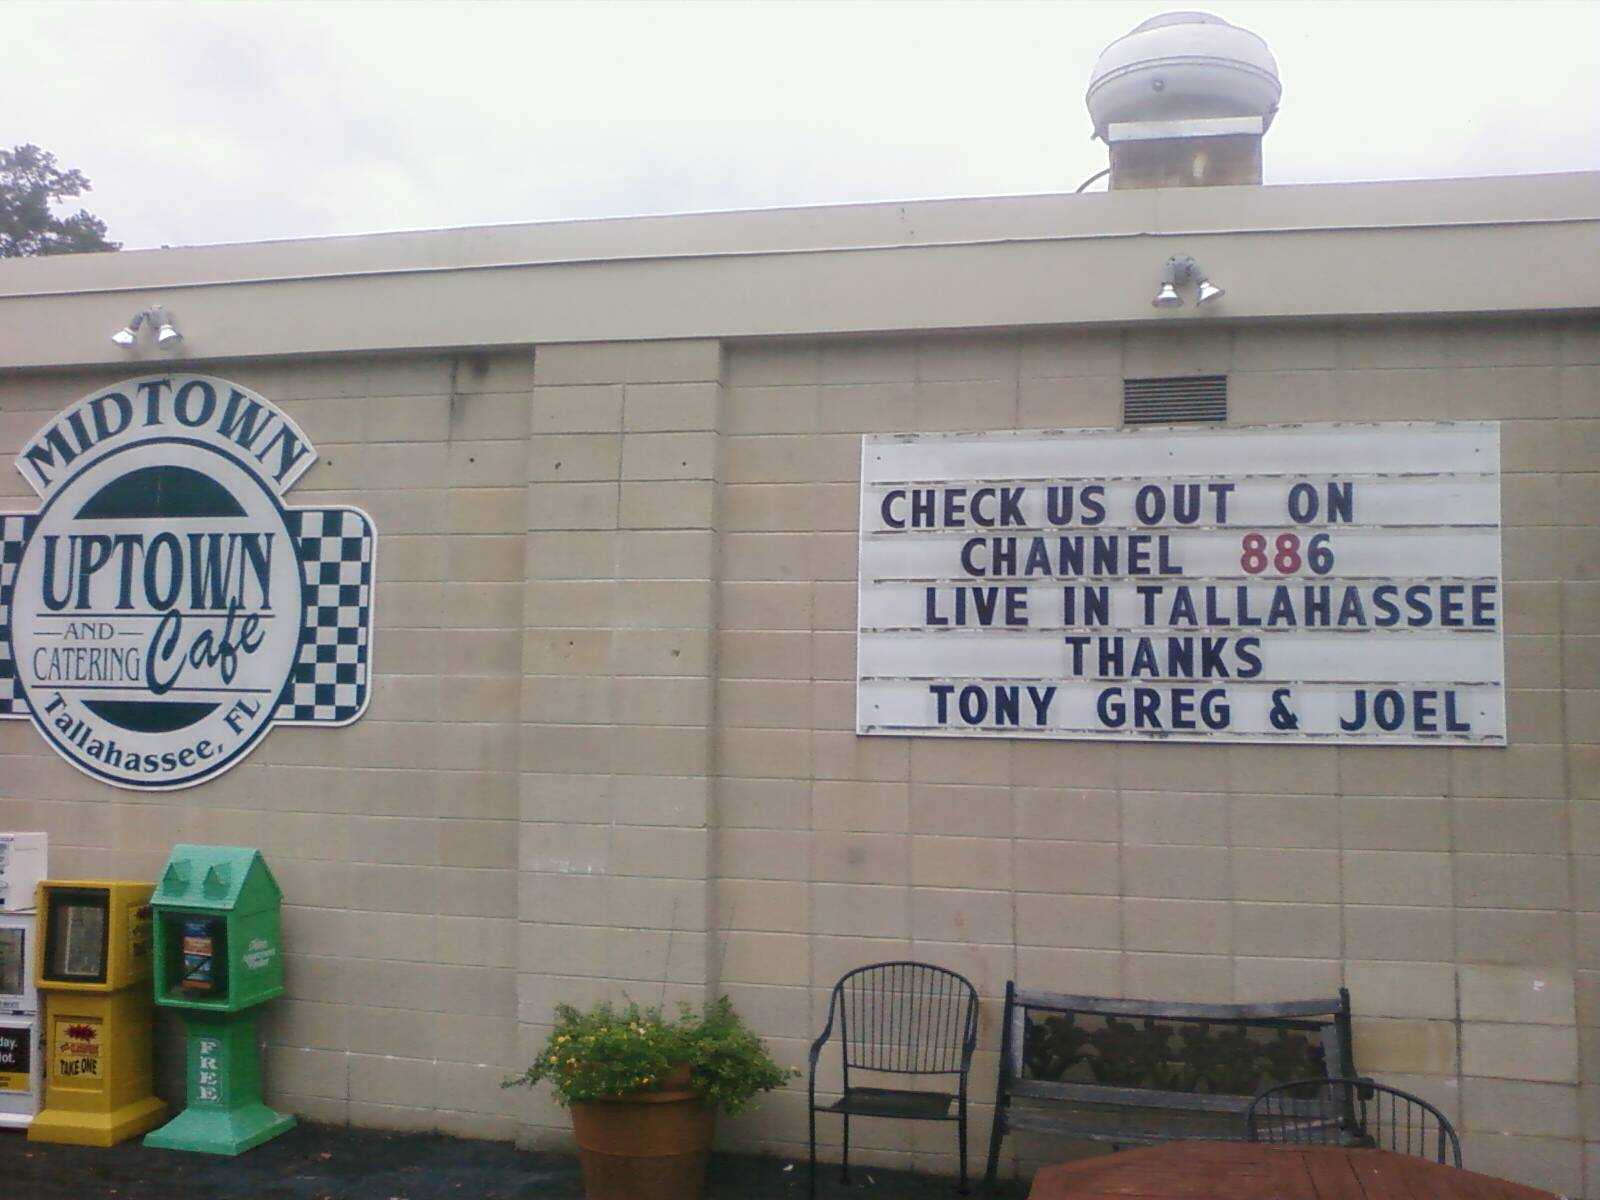 MIDTOWN
UPTOWN
AND
CATERING Cafe
Tallahassee, FL
CHECK US OUT ON
CHANNEL 886
LIVE IN TALLAHASSEE
THANKS
TONY GREG & JOEL
TAKE ONE
FREE